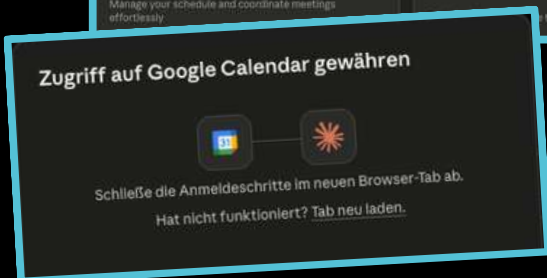 Manage your schedule and coordinate meetings
effortlessly
Zugriff auf Google Calendar gewähren
31
Schließe die Anmeldeschritte im neuen Browser-Tab ab.
Hat nicht funktioniert? Tab neu laden.